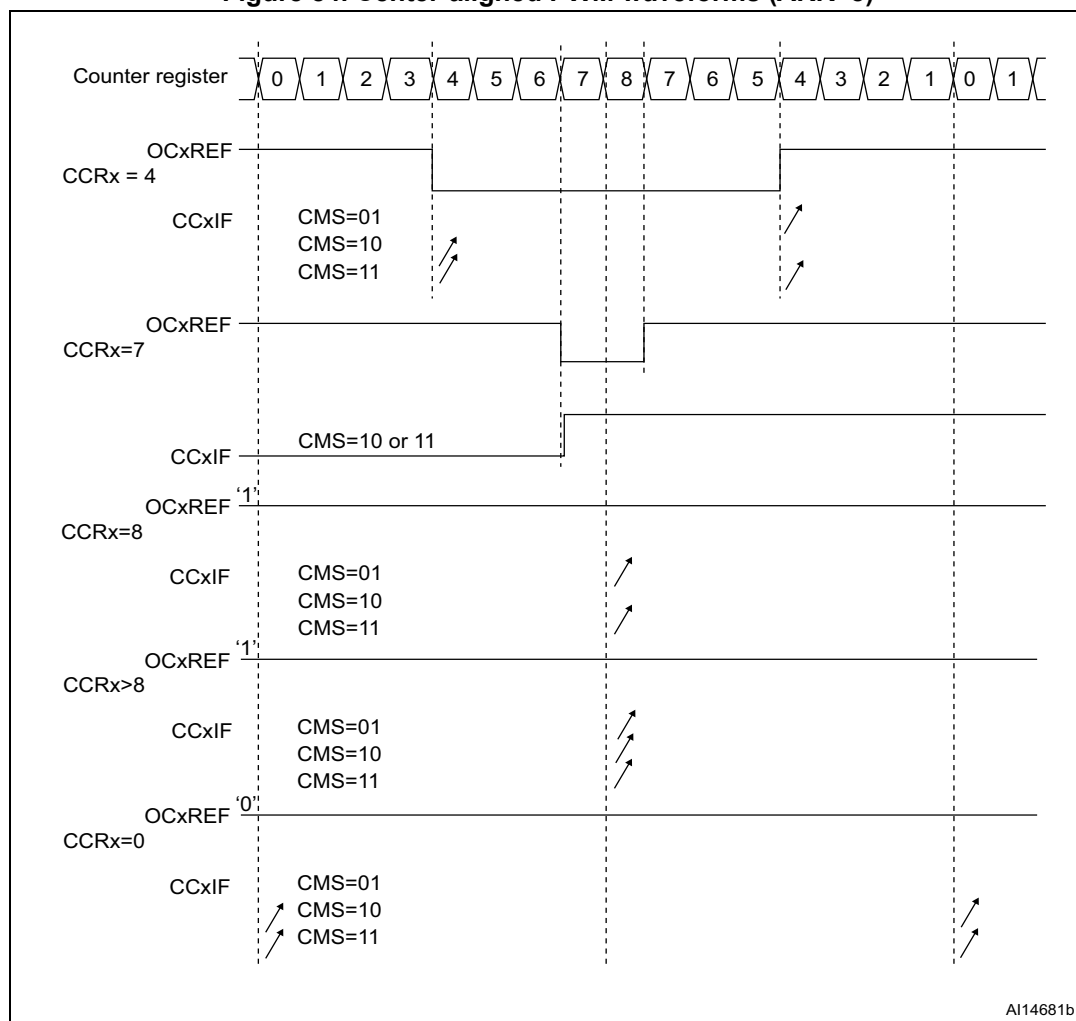 Counter register 0 1 2 3 4 5 6 7 8 7 6 5 4 3 2 1 0 1
OCxREF
CCRx = 4
CCxIF CMS=01
CMS=10
CMS=11
OCxREF
CCRx=7
CMS=10 or 11
CCxIF
OCxREF '1'
CCRx=8
CCxIF CMS=01
CMS=10
CMS=11
OCxREF '1'
CCRx>8
CCxIF CMS=01
CMS=10
CMS=11
OCxREF '0'
CCRx=0
CCxIF CMS=01
CMS=10
CMS=11
AI14681b